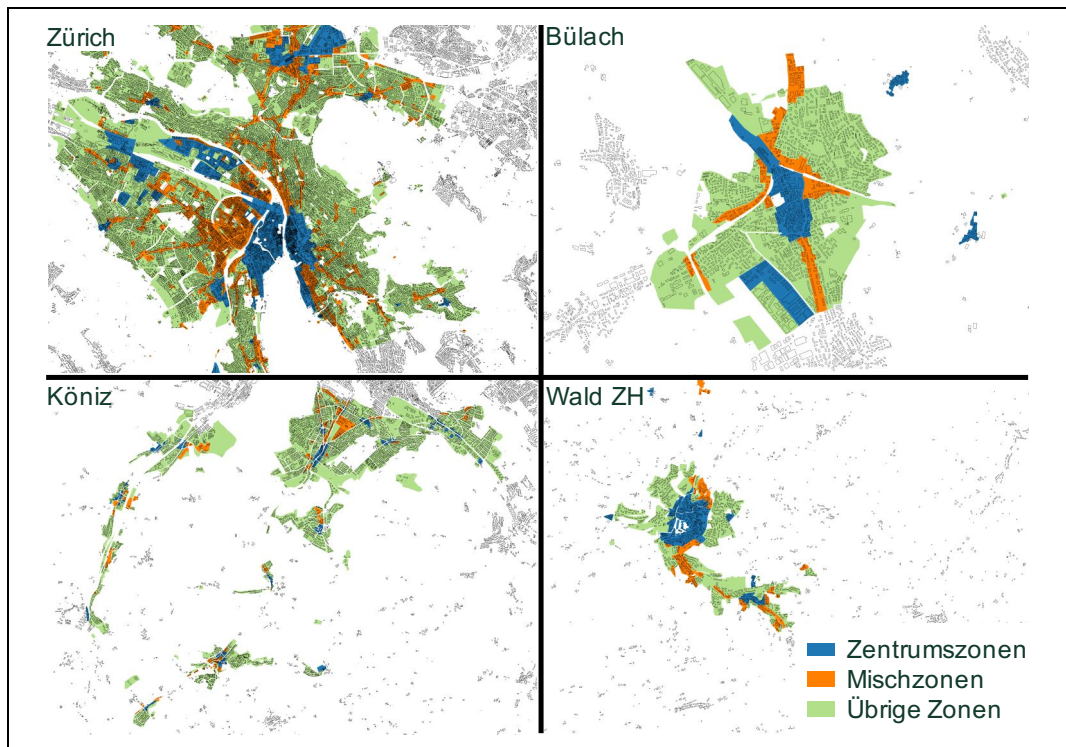 Zürich
Bülach
Köniz
Wald ZH
Zentrumszonen
Mischzonen
Übrige Zonen